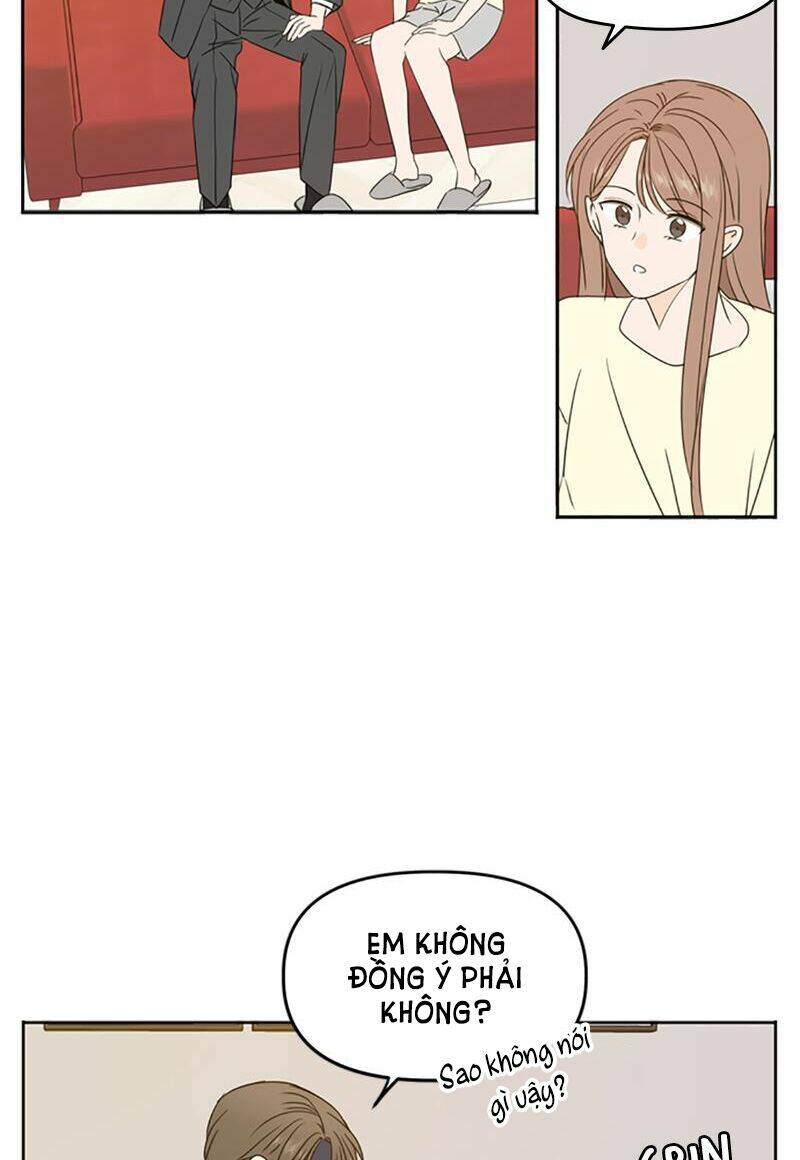 EM KHÔNG
ĐỒNG Ý PHẢI
KHÔNG?
Sao không nói
gì vậy?